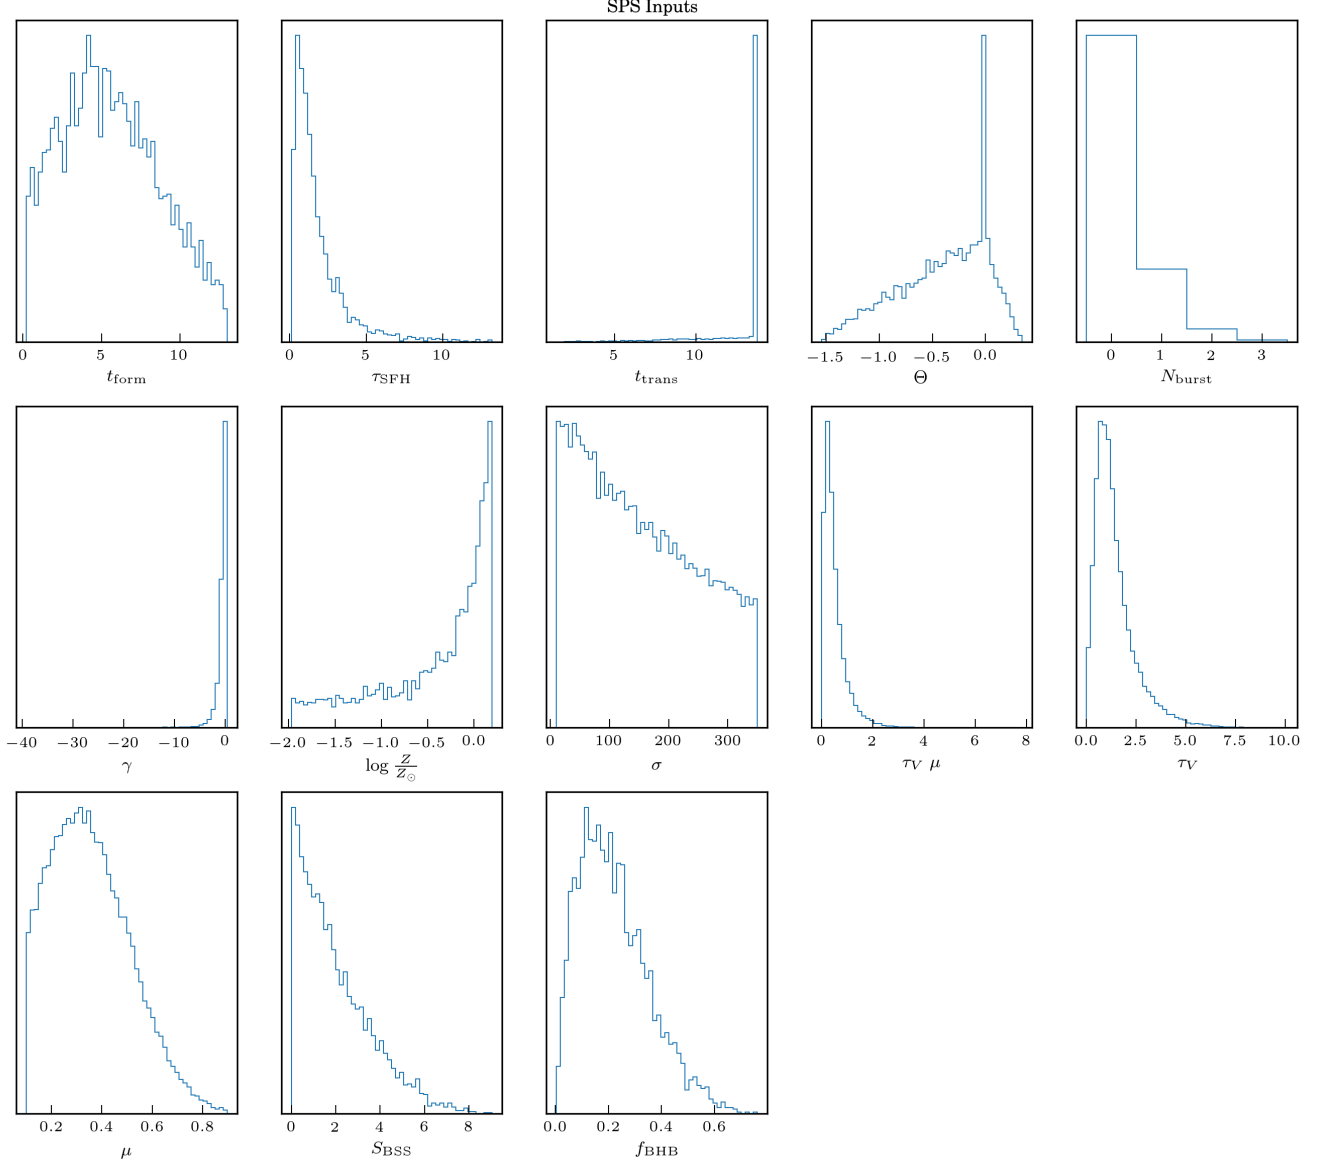 SPS Inputs
0 5 10
t_form
0 5 10
τ_SFH
5 10
t_trans
−1.5 −1.0 −0.5 0.0
Θ
0 1 2 3
N_burst
−40 −30 −20 −10 0
γ
−2.0 −1.5 −1.0 −0.5 0.0
log Z/Z_⊙
0 100 200 300
σ
0 2 4 6 8
τ_V μ
0.0 2.5 5.0 7.5 10.0
τ_V
0.2 0.4 0.6 0.8
μ
0 2 4 6 8
S_BSS
0.0 0.2 0.4 0.6
f_BHB